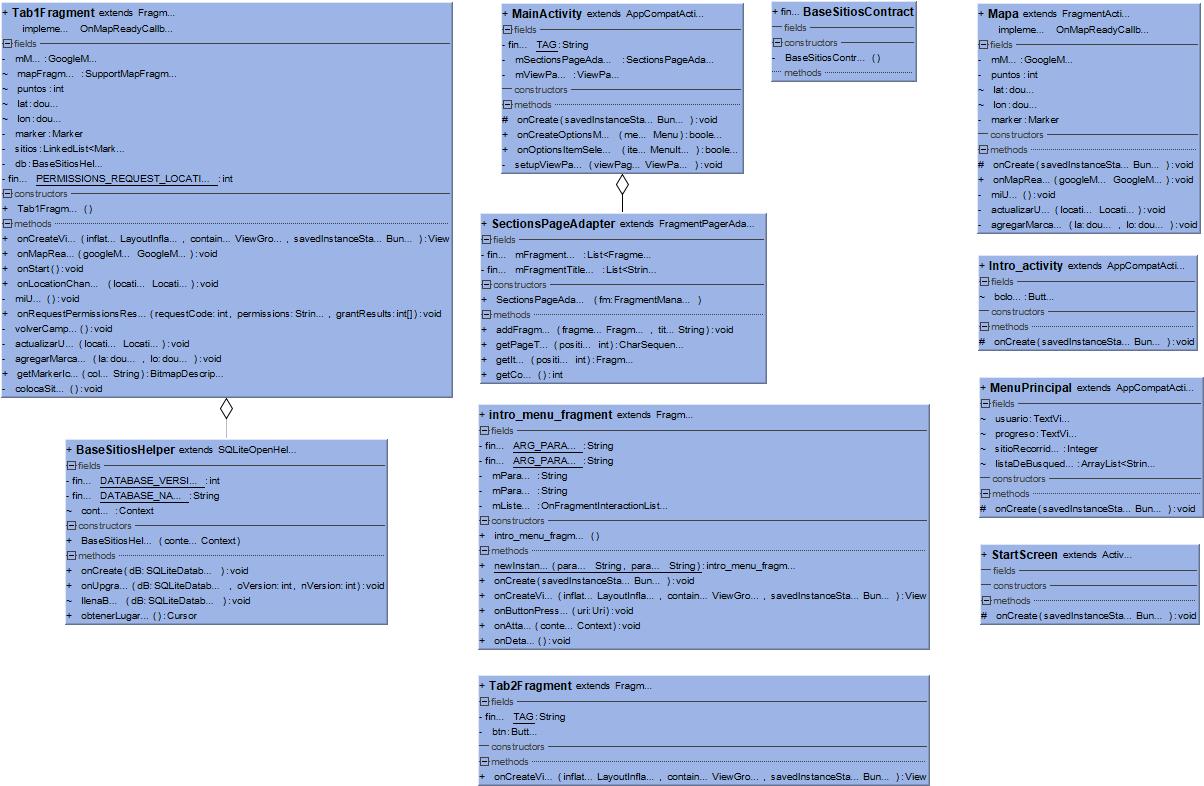 + Tab1Fragment extends Fragm...
impleme... OnMapReadyCallb...
fields
- mM... : GoogleM...
~ mapFragm... : SupportMapFragm...
~ puntos : int
~ lat : dou...
~ lon : dou...
- marker : Marker
- sitios : LinkedList<Mark...
- db : BaseSitiosHel...
- fin... PERMISSIONS_REQUEST_LOCATI... : int
constructors
+ Tab1Fragm... ()
methods
+ onCreateVi... (inflat... LayoutInfla... , contain... ViewGro... , savedInstanceSta... Bun... ) : View
+ onMapRea... (googleM... GoogleM... ) : void
+ onStart () : void
+ onLocationChan... (locati... Locati... ) : void
- miU... () : void
+ onRequestPermissionsRes... (requestCode: int, permissions: Strin... , grantResults: int[]) : void
- volverCamp... () : void
- actualizarU... (locati... Locati... ) : void
- agregarMarca... (la: dou... , lo: dou... ) : void
+ getMarkerIc... (col... String) : BitmapDescrip...
- colocaSit... () : void
+ BaseSitiosHelper extends SQLiteOpenHel...
fields
- fin... DATABASE_VERSI... : int
- fin... DATABASE_NA... : String
~ cont... : Context
constructors
+ BaseSitiosHel... (conte... Context)
methods
+ onCreate (dB: SQLiteDatab... ) : void
+ onUpgra... (dB: SQLiteDatab... , oVersion: int, nVersion: int) : void
~ llenaB... (dB: SQLiteDatab... ) : void
+ obtenerLugar... () : Cursor
+ MainActivity extends AppCompatActi...
fields
- fin... TAG : String
- mSectionsPageAda... : SectionsPageAda...
- mViewPa... : ViewPa...
constructors
methods
# onCreate (savedInstanceSta... Bun... ) : void
+ onCreateOptionsM... (me... Menu) : boole...
+ onOptionsItemSele... (ite... MenuIt... ) : boole...
- setupViewPa... (viewPag... ViewPa... ) : void
+ SectionsPageAdapter extends FragmentPagerAda...
fields
- fin... mFragment... : List<Fragme...
- fin... mFragmentTitle... : List<Strin...
constructors
+ SectionsPageAda... (fm: FragmentMana... )
methods
+ addFragm... (fragme... Fragm... , tit... String) : void
+ getPageT... (positi... int) : CharSequen...
+ getIt... (positi... int) : Fragm...
+ getCo... () : int
+ intro_menu_fragment extends Fragm...
fields
- fin... ARG_PARA... : String
- fin... ARG_PARA... : String
- mPara... : String
- mPara... : String
- mListe... : OnFragmentInteractionList...
constructors
+ intro_menu_fragm... ()
methods
+ newInstan... (para... String, para... String) : intro_menu_fragm...
+ onCreate (savedInstanceSta... Bun... ) : void
+ onCreateVi... (inflat... LayoutInfla... , contain... ViewGro... , savedInstanceSta... Bun... ) : View
+ onButtonPress... (uri: Uri) : void
+ onAtta... (conte... Context) : void
+ onDeta... () : void
+ Tab2Fragment extends Fragm...
fields
- fin... TAG : String
- btn : Butt...
constructors
methods
+ onCreateVi... (inflat... LayoutInfla... , contain... ViewGro... , savedInstanceSta... Bun... ) : View
+ fin... BaseSitiosContract
fields
constructors
- BaseSitiosContr... ()
methods
+ Mapa extends FragmentActi...
impleme... OnMapReadyCallb...
fields
- mM... : GoogleM...
- puntos : int
~ lat : dou...
~ lon : dou...
- marker : Marker
constructors
methods
# onCreate (savedInstanceSta... Bun... ) : void
+ onMapRea... (googleM... GoogleM... ) : void
- miU... () : void
- actualizarU... (locati... Locati... ) : void
- agregarMarca... (la: dou... , lo: dou... ) : void
+ Intro_activity extends AppCompatActi...
fields
~ bclo... : Butt...
constructors
methods
# onCreate (savedInstanceSta... Bun... ) : void
+ MenuPrincipal extends AppCompatActi...
fields
~ usuario : TextVi...
~ progreso : TextVi...
~ sitioRecorrid... : Integer
~ listaDeBusqued... : ArrayList<Strin...
constructors
methods
# onCreate (savedInstanceSta... Bun... ) : void
+ StartScreen extends Activ...
fields
constructors
methods
# onCreate (savedInstanceSta... Bun... ) : void